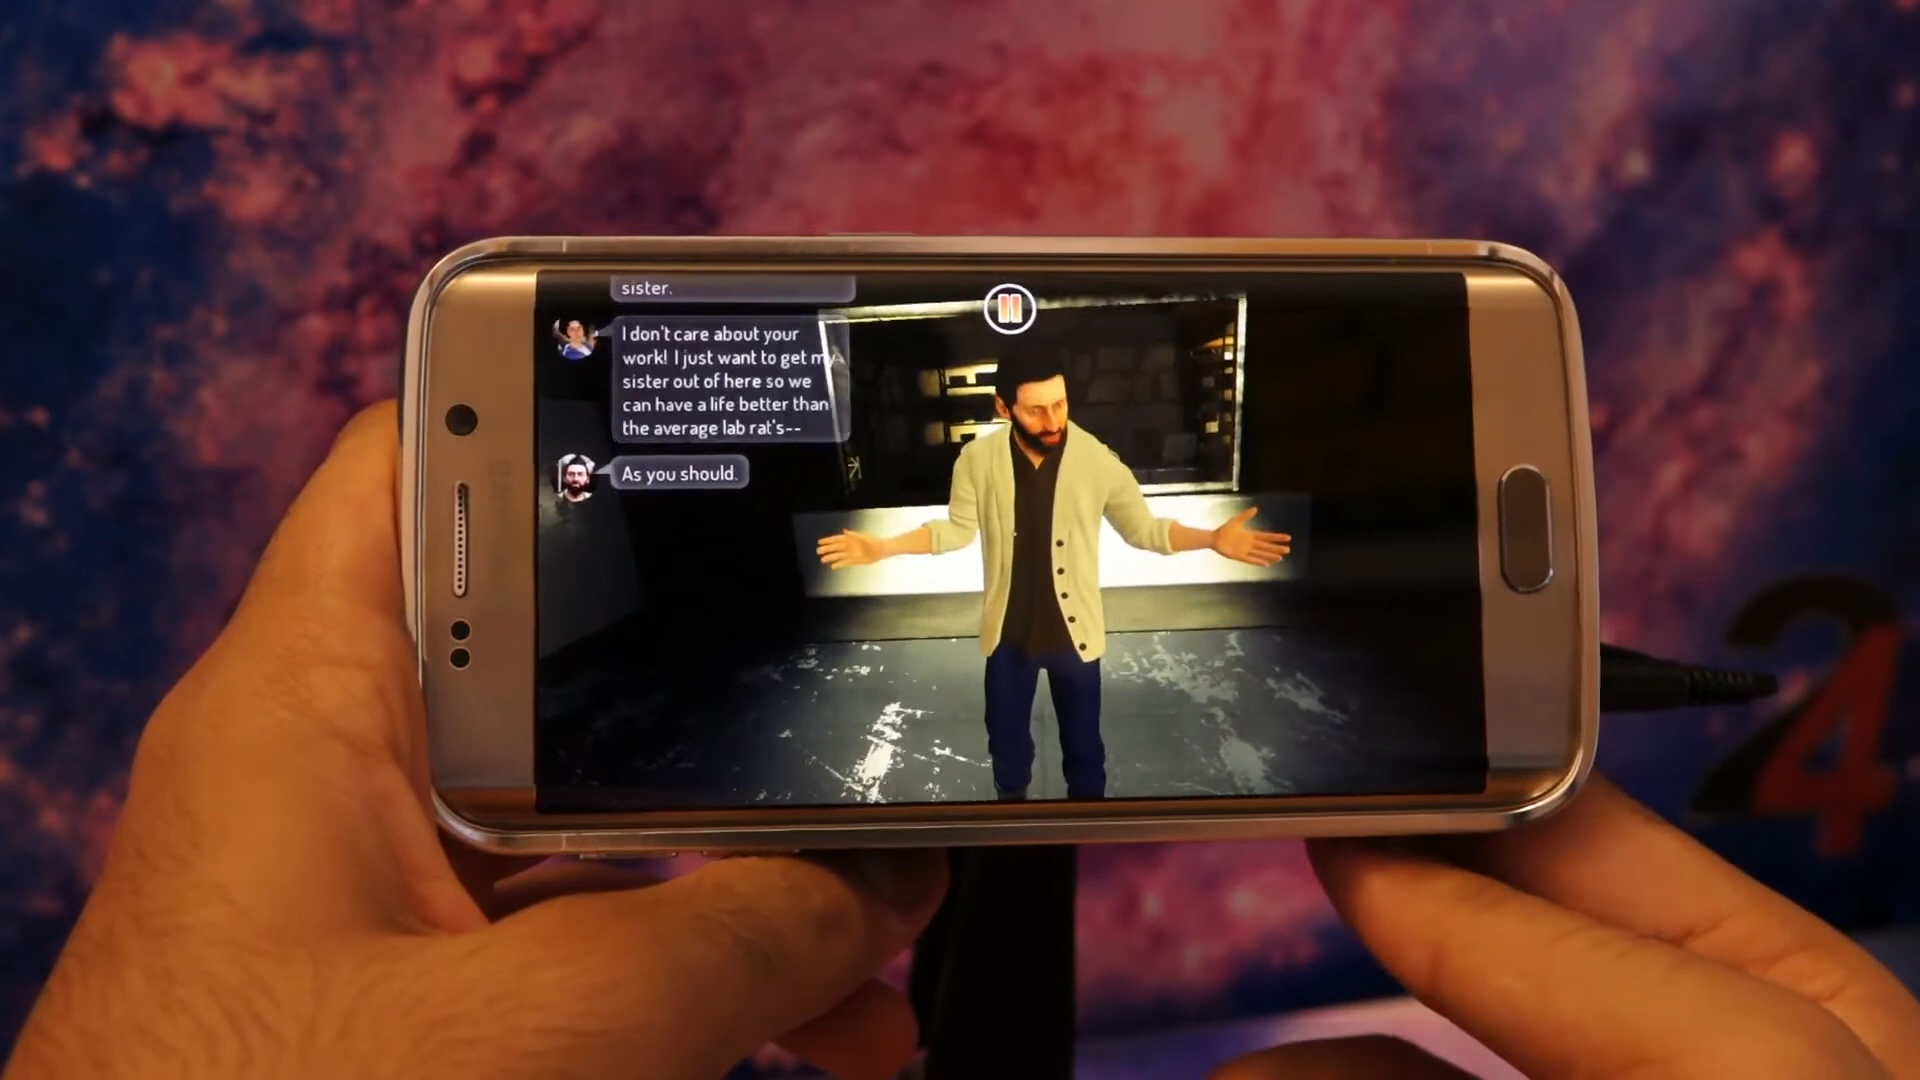 sister.
I don't care about your
work! I just want to get my
sister out of here so we
can have a life better than
the average lab rat's--
As you should.
24